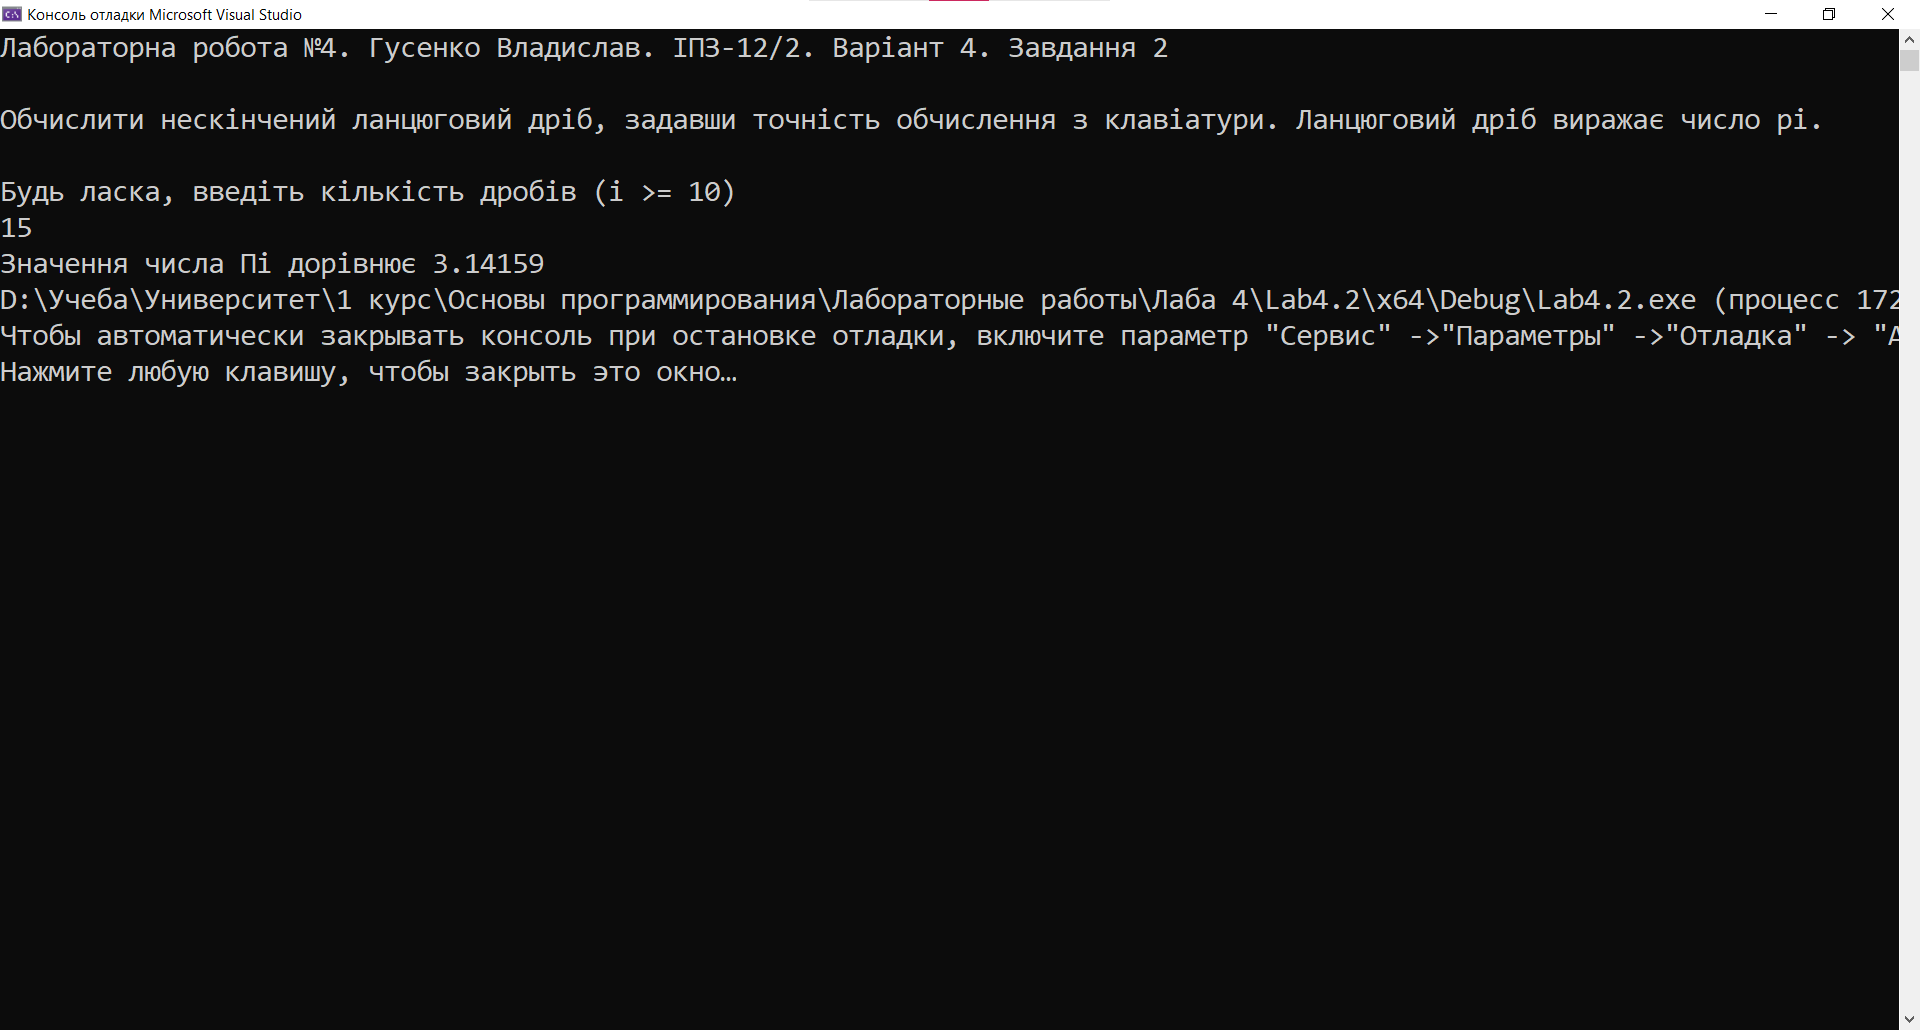 Консоль отладки Microsoft Visual Studio
Лабораторна робота №4. Гусенко Владислав. ІПЗ-12/2. Варіант 4. Завдання 2
Обчислити нескінчений ланцюговий дріб, задавши точність обчислення з клавіатури. Ланцюговий дріб виражає число pi.
Будь ласка, введіть кількість дробів (i >= 10)
15
Значення числа Пі дорівнює 3.14159
D:\Учеба\Университет\1 курс\Основы программирования\Лабораторные работы\Лаба 4\Lab4.2\x64\Debug\Lab4.2.exe (процесс 172
Чтобы автоматически закрывать консоль при остановке отладки, включите параметр "Сервис" ->"Параметры" ->"Отладка" -> "А
Нажмите любую клавишу, чтобы закрыть это окно…